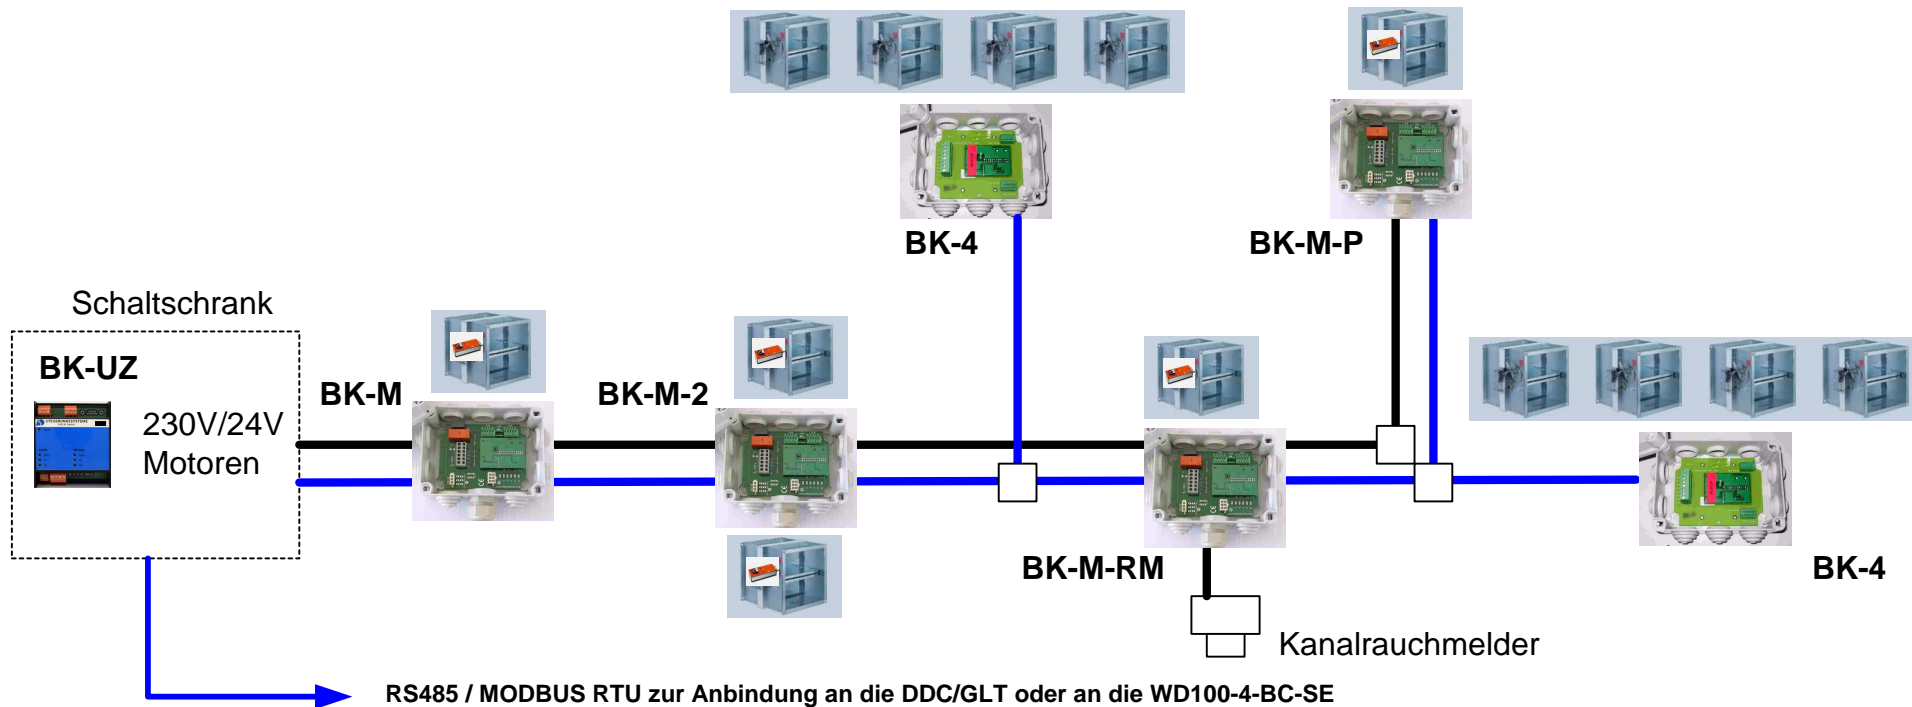 BK-4
BK-M-P
Schaltschrank
BK-UZ
230V/24V
Motoren
BK-M
BK-M-2
BK-M-RM
BK-4
Kanalrauchmelder
RS485 / MODBUS RTU zur Anbindung an die DDC/GLT oder an die WD100-4-BC-SE